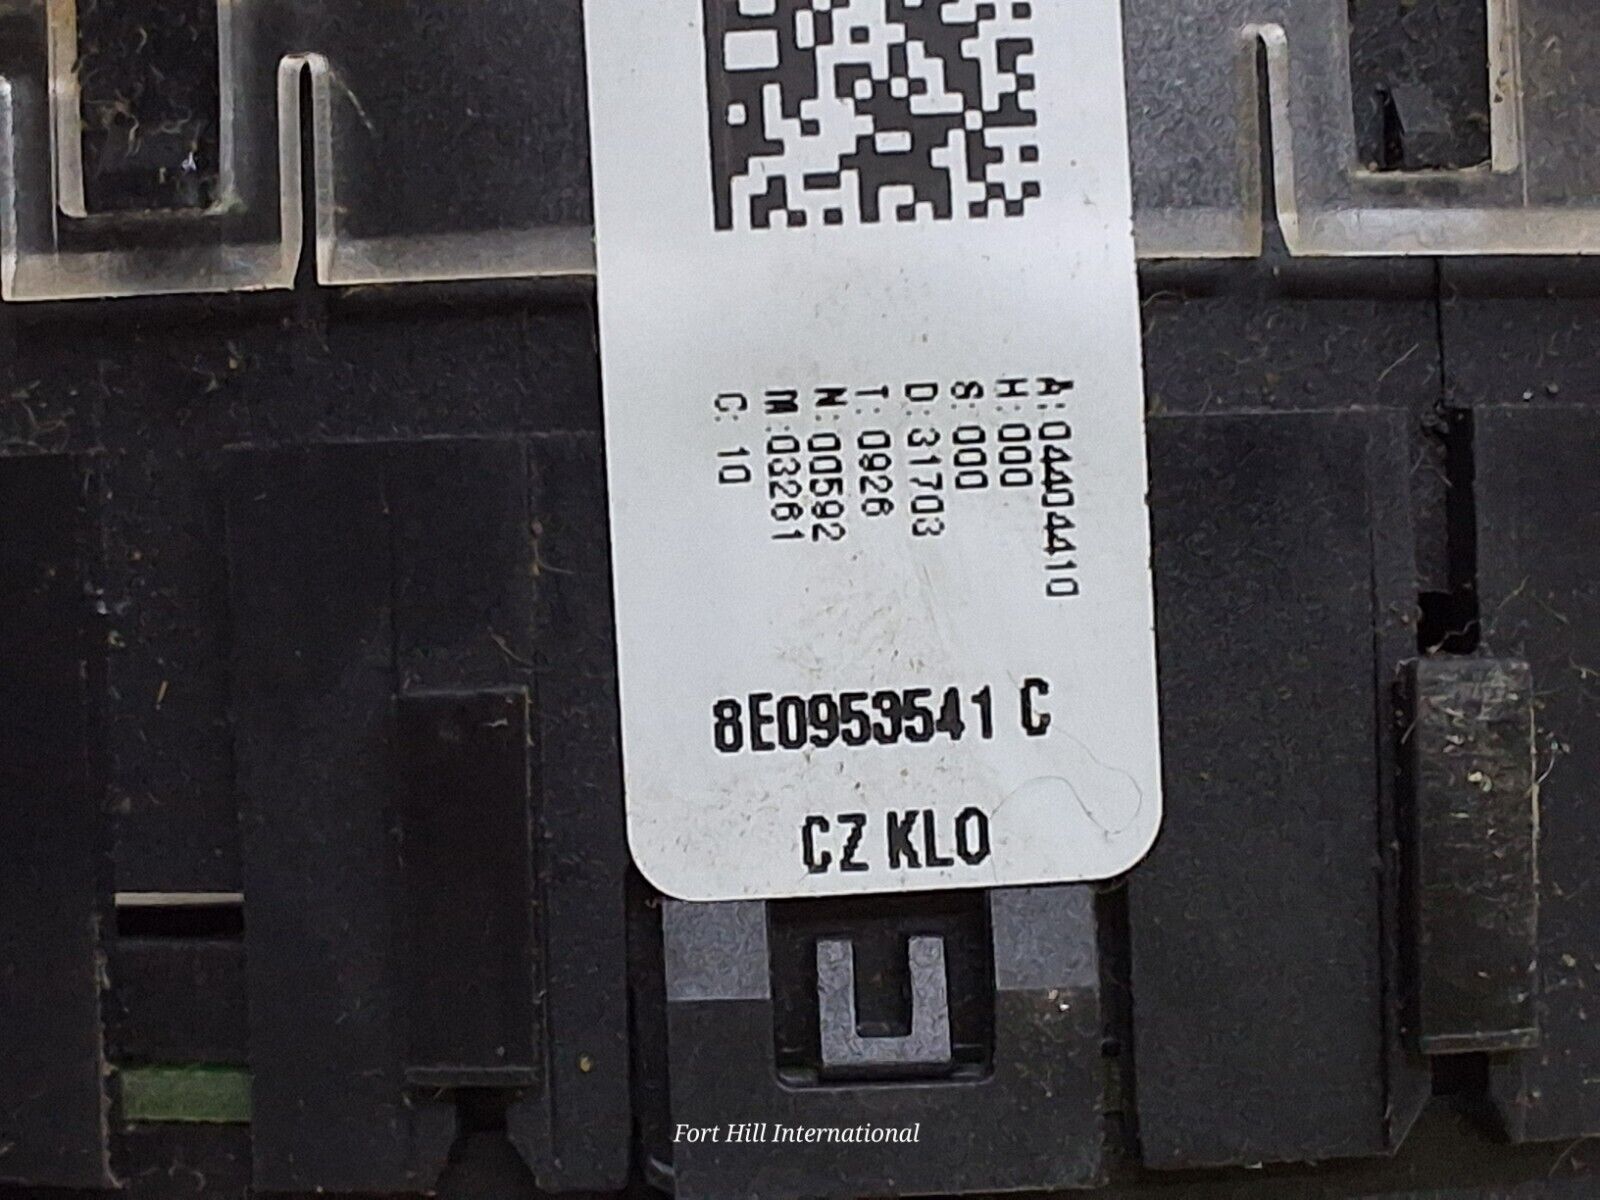 A:04404410
H:000
S:000
D:31703
T:0926
N:00592
M:03261
C: 10
8E0953541 C
CZ KLO
Fort Hill International